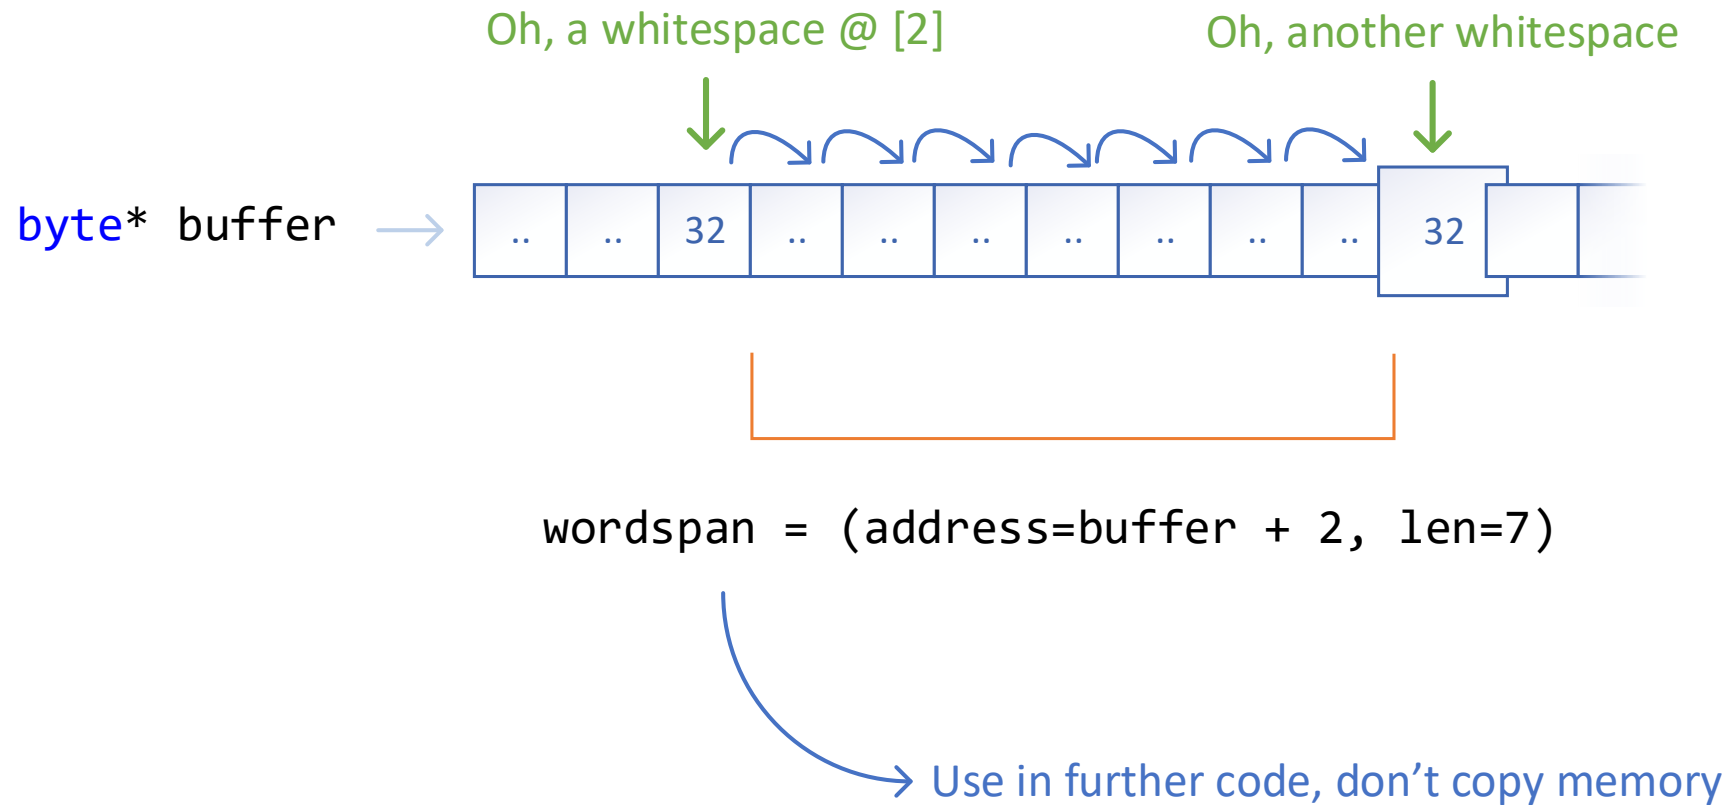 Oh, a whitespace @ [2]
Oh, another whitespace
byte* buffer
.. .. 32 .. .. .. .. .. .. .. 32
wordspan = (address=buffer + 2, len=7)
Use in further code, don’t copy memory